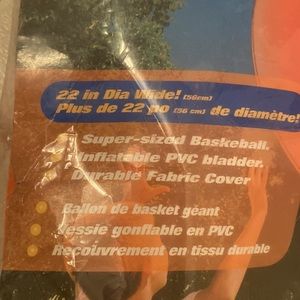 22 in Dia Wide! (56cm)
Plus de 22 po (56 cm) de diamètre!
Super-sized Baskeball.
Inflatable PVC bladder.
Durable Fabric Cover
Ballon de basket géant
Vessie gonflable en PVC
Recouvrement en tissu durable